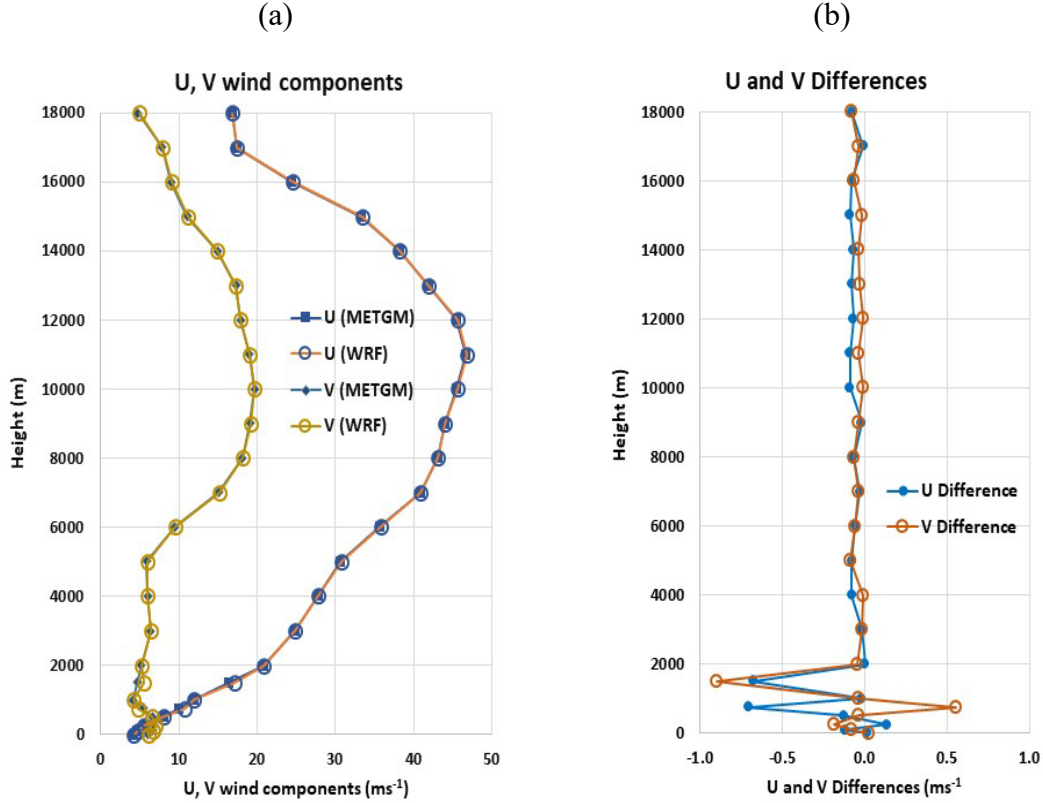 (a)
(b)
U, V wind components
18000
16000
14000
12000
10000
8000
6000
4000
2000
0
Height (m)
0 10 20 30 40 50
U, V wind components (ms-1)
U (METGM)
U (WRF)
V (METGM)
V (WRF)
U and V Differences
18000
16000
14000
12000
10000
8000
6000
4000
2000
0
Height (m)
-1.0 -0.5 0.0 0.5 1.0
U and V Differences (ms-1
U Difference
V Difference